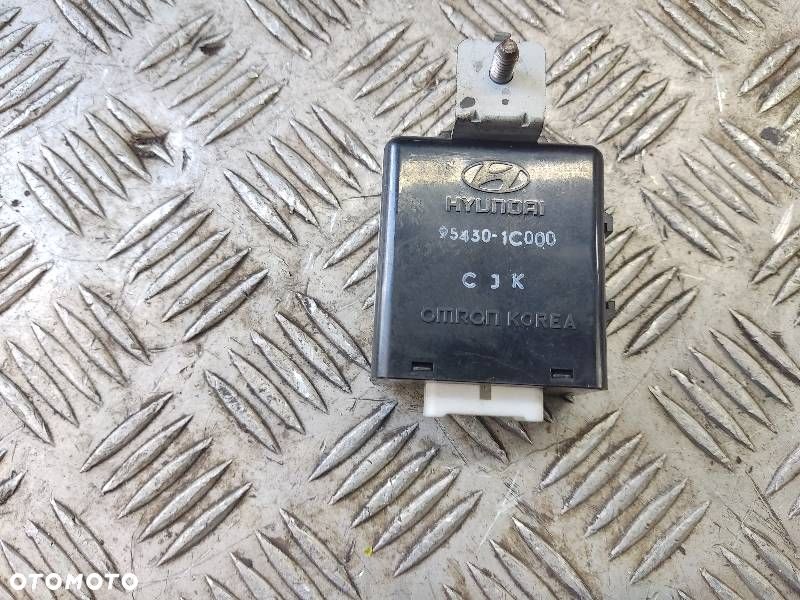 HYUNDAI
95430-1C000
C J K
OMRON KOREA
OTOMOTO